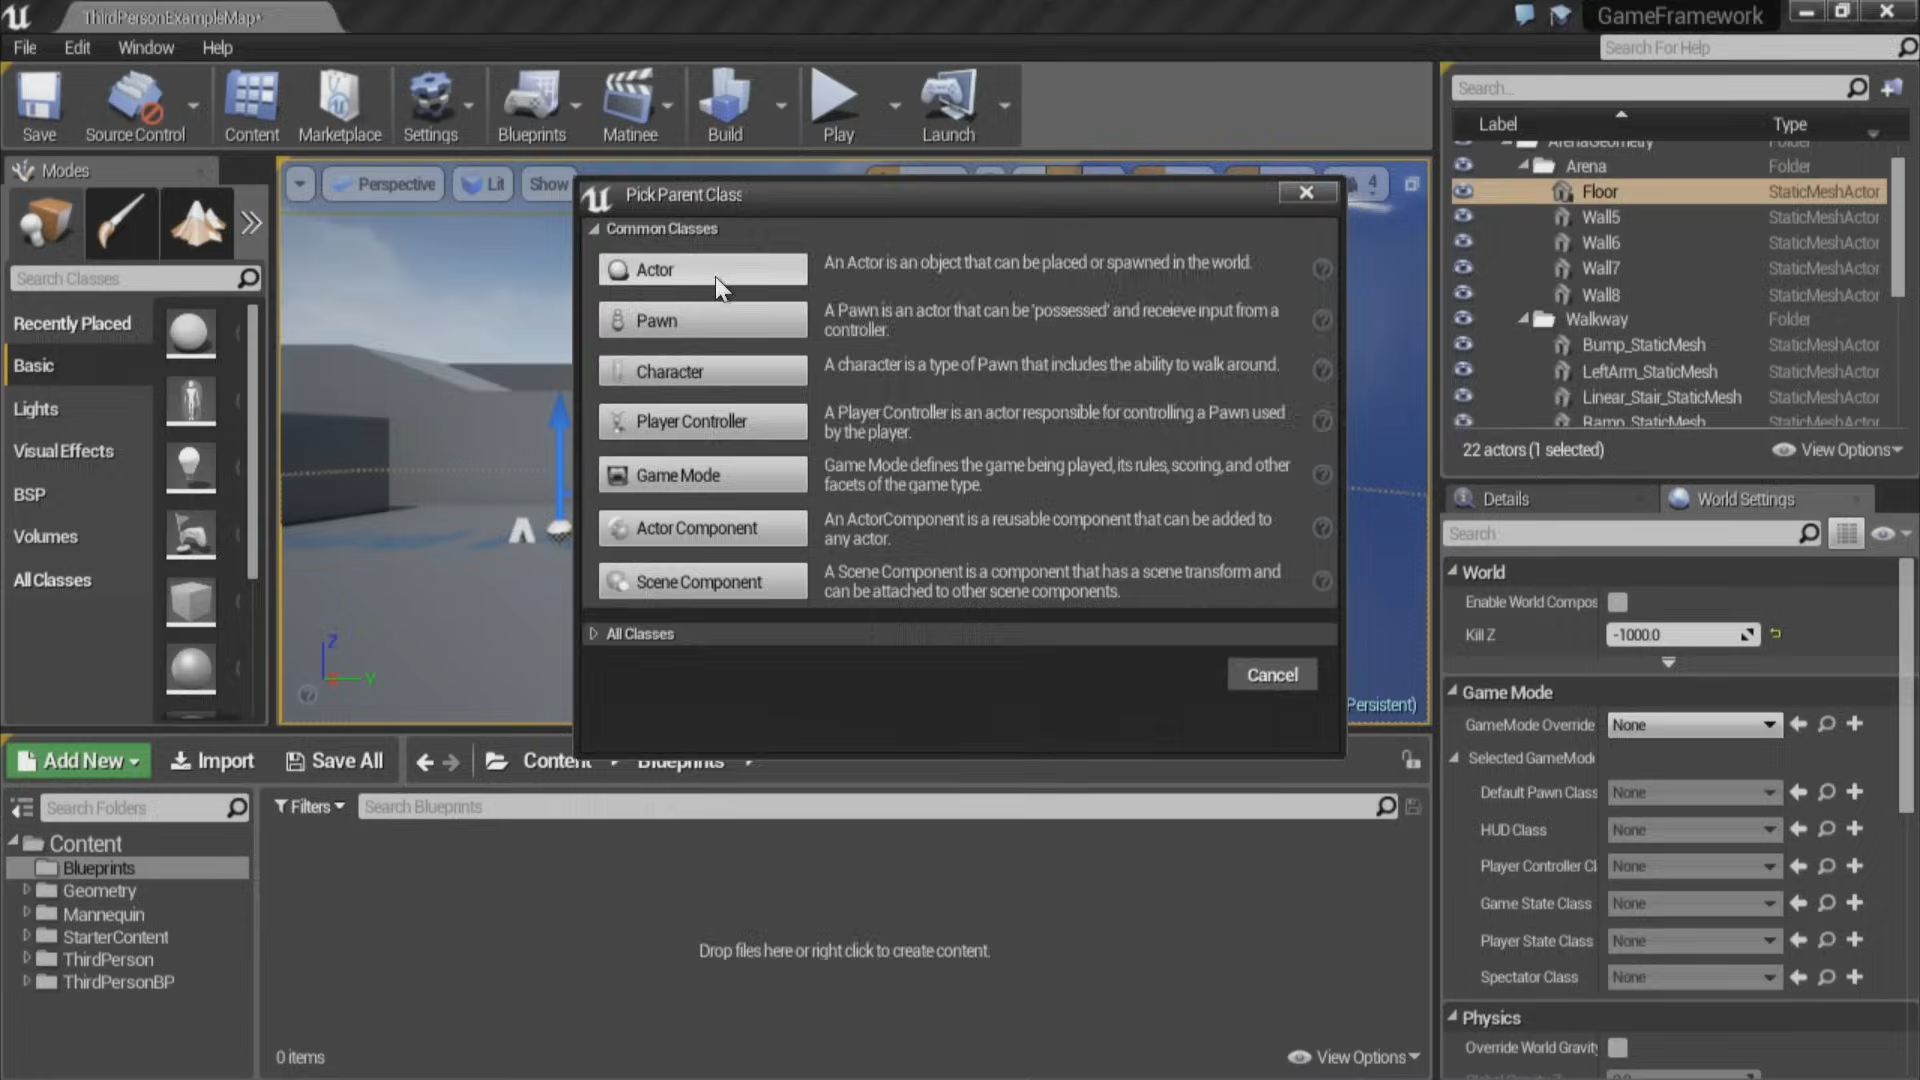 ThirdPersonExampleMap*
GameFramework
File Edit Window Help
Search For Help
Save
Source Control
Content
Marketplace
Settings
Blueprints
Matinee
Build
Play
Launch
Modes
Search Classes
Recently Placed
Basic
Lights
Visual Effects
BSP
Volumes
All Classes
Perspective
Lit
Show
4
Pick Parent Class
Common Classes
Actor
An Actor is an object that can be placed or spawned in the world.
Pawn
A Pawn is an actor that can be 'possessed' and receieve input from a
controller.
Character
A character is a type of Pawn that includes the ability to walk around.
Player Controller
A Player Controller is an actor responsible for controlling a Pawn used
by the player.
Game Mode
Game Mode defines the game being played, its rules, scoring, and other
facets of the game type.
Actor Component
An ActorComponent is a reusable component that can be added to
any actor.
Scene Component
A Scene Component is a component that has a scene transform and
can be attached to other scene components.
All Classes
Cancel
Persistent)
Z
Y
Search...
Label Type
ArenaGeometry Folder
Arena Folder
Floor StaticMeshActor
Wall5 StaticMeshActor
Wall6 StaticMeshActor
Wall7 StaticMeshActor
Wall8 StaticMeshActor
Walkway Folder
Bump_StaticMesh StaticMeshActor
LeftArm_StaticMesh StaticMeshActor
Linear_Stair_StaticMesh StaticMeshActor
Ramp_StaticMesh StaticMeshActor
22 actors (1 selected)
View Options
Details
World Settings
Search
World
Enable World Compos
Kill Z -1000.0
Game Mode
GameMode Override None
Selected GameMode
Default Pawn Class None
HUD Class None
Player Controller Cl None
Game State Class None
Player State Class None
Spectator Class None
Physics
Override World Gravity
Add New
Import
Save All
Content
Blueprints
Search Folders
Filters
Search Blueprints
Content
Blueprints
Geometry
Mannequin
StarterContent
ThirdPerson
ThirdPersonBP
Drop files here or right click to create content.
0 items
View Options